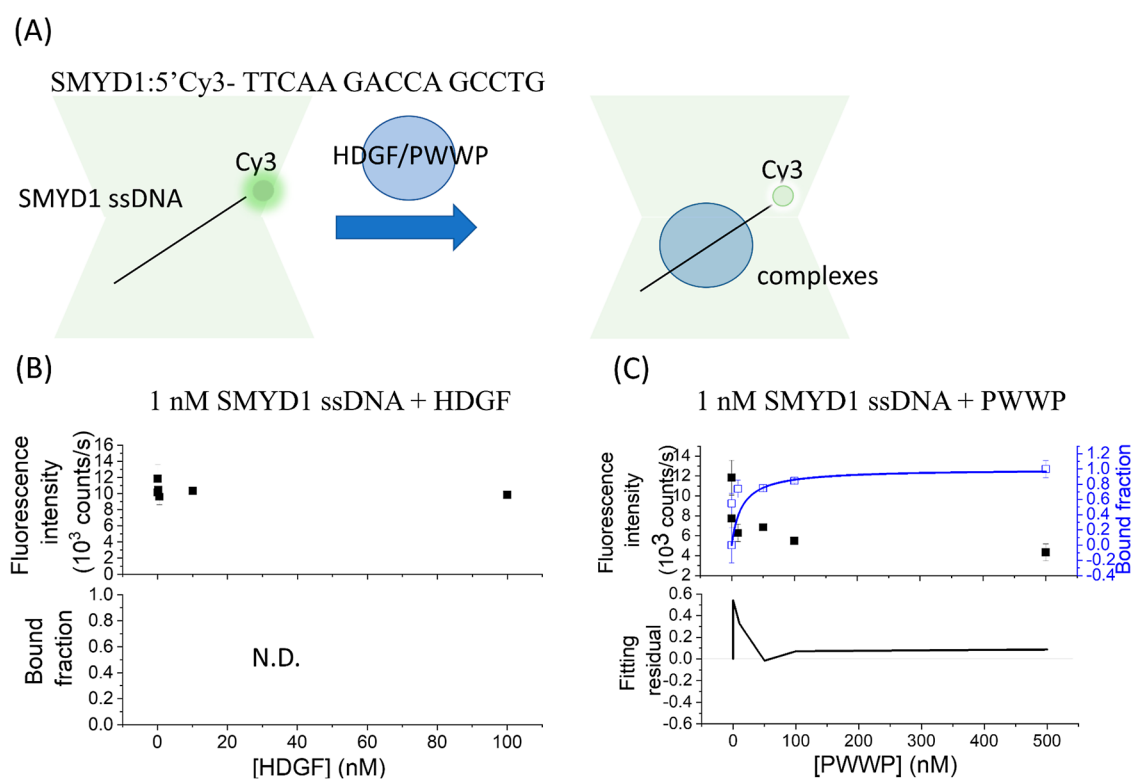 (A)
SMYD1:5’Cy3- TTCAA GACCA GCCTG
Cy3
HDGF/PWWP
SMYD1 ssDNA
Cy3
complexes
(B)
1 nM SMYD1 ssDNA + HDGF
Fluorescence
intensity
(10³ counts/s)
16
14
12
10
8
6
4
2
0
Bound
fraction
1.0
0.8
0.6
0.4
0.2
0.0
N.D.
0 20 40 60 80 100
[HDGF] (nM)
(C)
1 nM SMYD1 ssDNA + PWWP
Fluorescence
intensity
(10³ counts/s)
14
12
10
8
6
4
2
1.2
1.0
0.8
0.6
0.4
0.2
0.0
-0.2
-0.4
Bound fraction
Fitting
residual
0.6
0.4
0.2
0.0
-0.2
-0.4
-0.6
0 100 200 300 400 500
[PWWP] (nM)